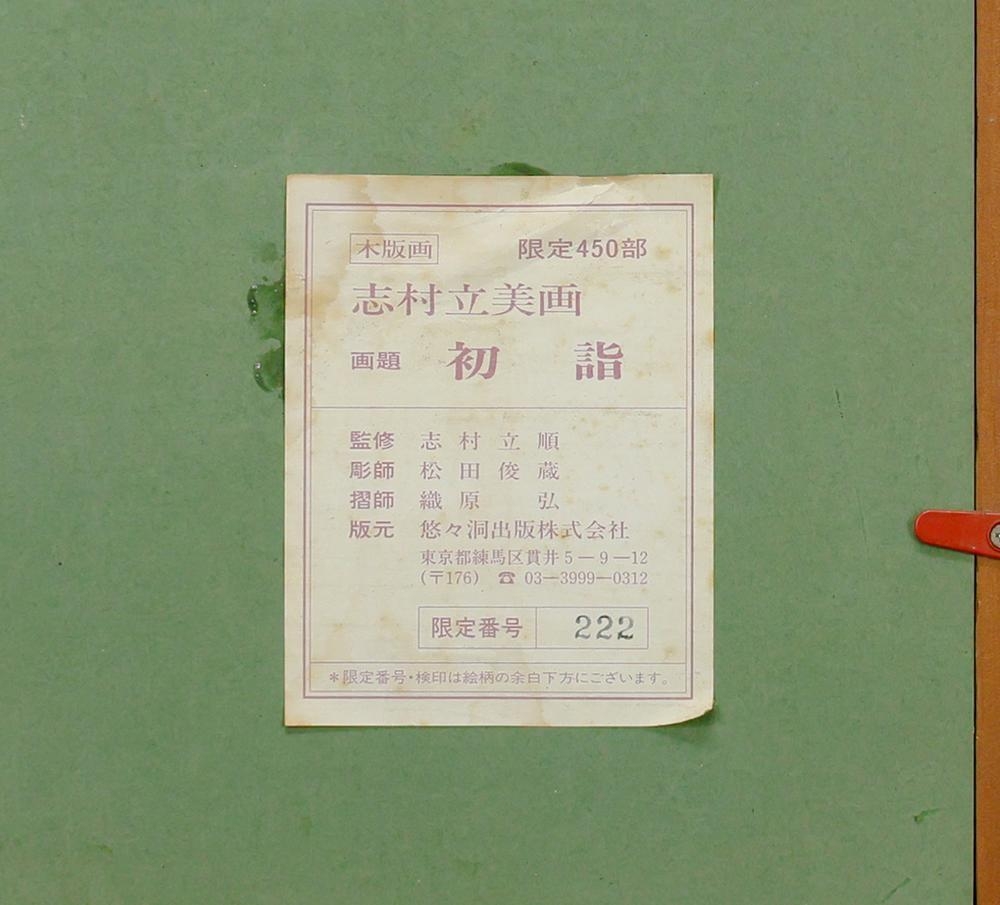 木版画 限定450部
志村立美画
画題 初 詣
監修 志村立順
彫師 松田俊蔵
摺師 織原 弘
版元 悠々洞出版株式会社
東京都練馬区貫井5－9－12
(〒176) ☎ 03－3999－0312
限定番号 222
＊限定番号・検印は絵柄の余白下方にございます。